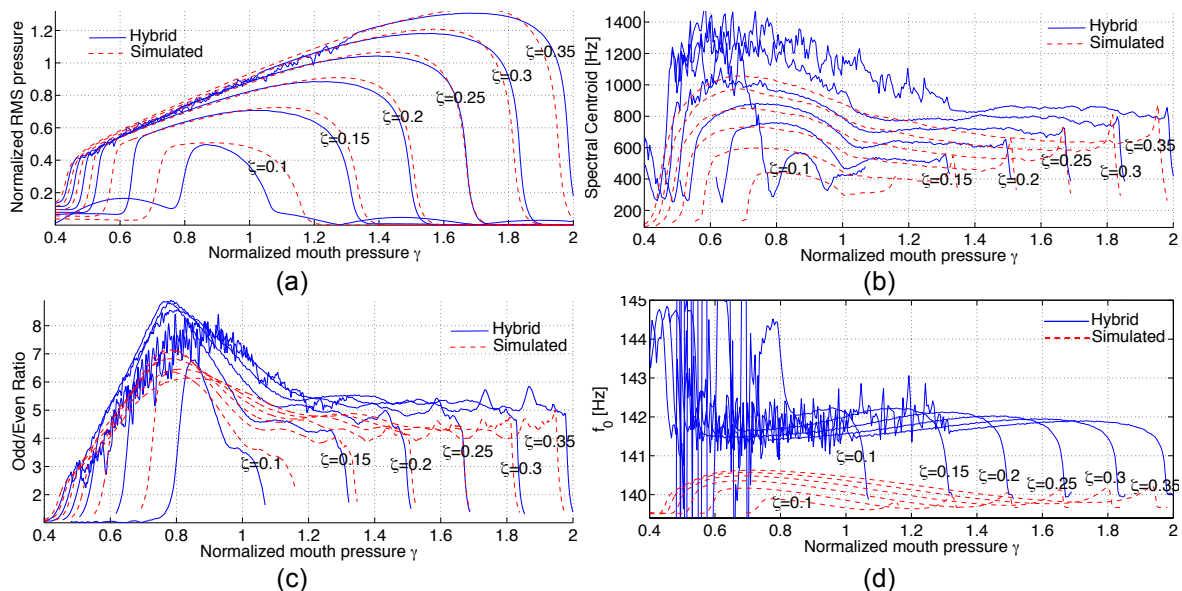 1.2
1
0.8
0.6
0.4
0.2
Normalized RMS pressure
Hybrid
Simulated
ζ=0.35
ζ=0.3
ζ=0.25
ζ=0.2
ζ=0.15
ζ=0.1
0.4 0.6 0.8 1 1.2 1.4 1.6 1.8 2
Normalized mouth pressure γ
(a)
1400
1200
1000
800
600
400
200
Spectral Centroid [Hz]
Hybrid
Simulated
ζ=0.1
ζ=0.15
ζ=0.2
ζ=0.25
ζ=0.3
ζ=0.35
0.4 0.6 0.8 1 1.2 1.4 1.6 1.8 2
Normalized mouth pressure γ
(b)
8
7
6
5
4
3
2
Odd/Even Ratio
Hybrid
Simulated
ζ=0.1
ζ=0.15
ζ=0.2
ζ=0.25
ζ=0.3
ζ=0.35
0.4 0.6 0.8 1 1.2 1.4 1.6 1.8 2
Normalized mouth pressure γ
(c)
145
144
143
142
141
140
f0 [Hz]
Hybrid
Simulated
ζ=0.1
ζ=0.15
ζ=0.2
ζ=0.25
ζ=0.3
ζ=0.35
ζ=0.1
0.4 0.6 0.8 1 1.2 1.4 1.6 1.8 2
Normalized mouth pressure γ
(d)